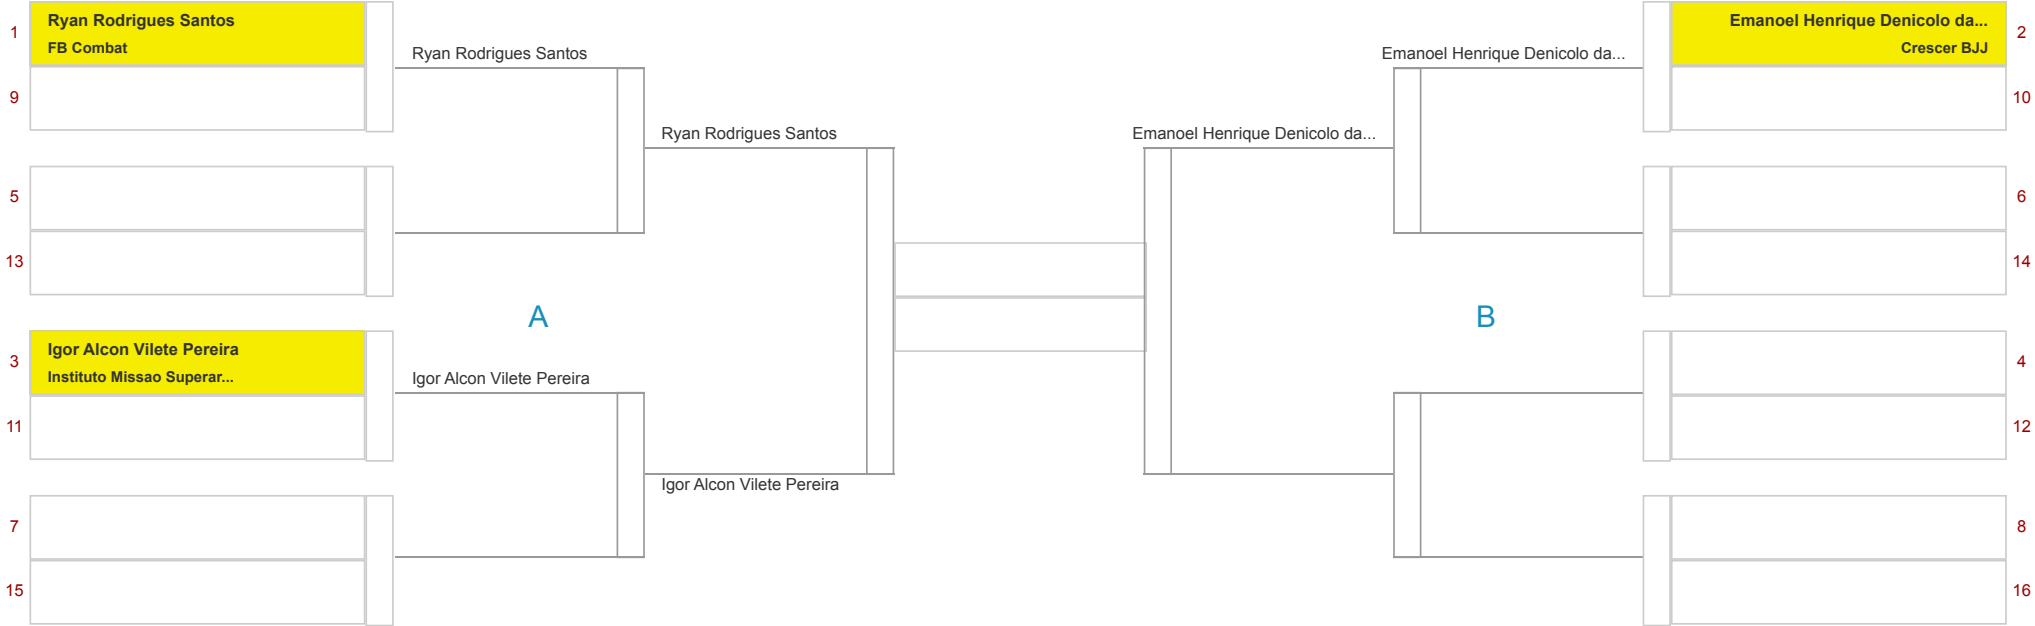 1
Ryan Rodrigues Santos
FB Combat
9
5
13
3
Igor Alcon Vilete Pereira
Instituto Missao Superar...
11
7
15
Ryan Rodrigues Santos
Igor Alcon Vilete Pereira
A
Ryan Rodrigues Santos
Igor Alcon Vilete Pereira
Emanoel Henrique Denicolo da...
Emanoel Henrique Denicolo da...
B
Emanoel Henrique Denicolo da...
Crescer BJJ
2
10
6
14
4
12
8
16